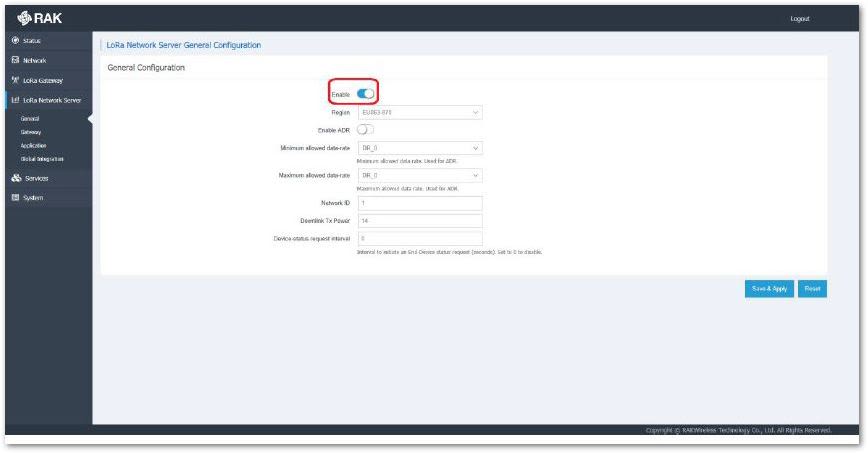 RAK
Logout
Status
Network
LoRa Gateway
LoRa Network Server
General
Gateway
Application
Global Integration
Services
System
LoRa Network Server General Configuration
General Configuration
Enable
Region EU863-870
Enable ADR
Minimum allowed data-rate DR_0
Minimum allowed data rate. Used for ADR.
Maximum allowed data-rate DR_0
Maximum allowed data rate. Used for ADR.
Network ID 1
Downlink Tx Power 14
Device status request interval 0
Interval to initiate an End-Device status request (seconds). Set to 0 to disable.
Save & Apply Reset
Copyright © RAKWireless Technology Co., Ltd. All Rights Reserved.